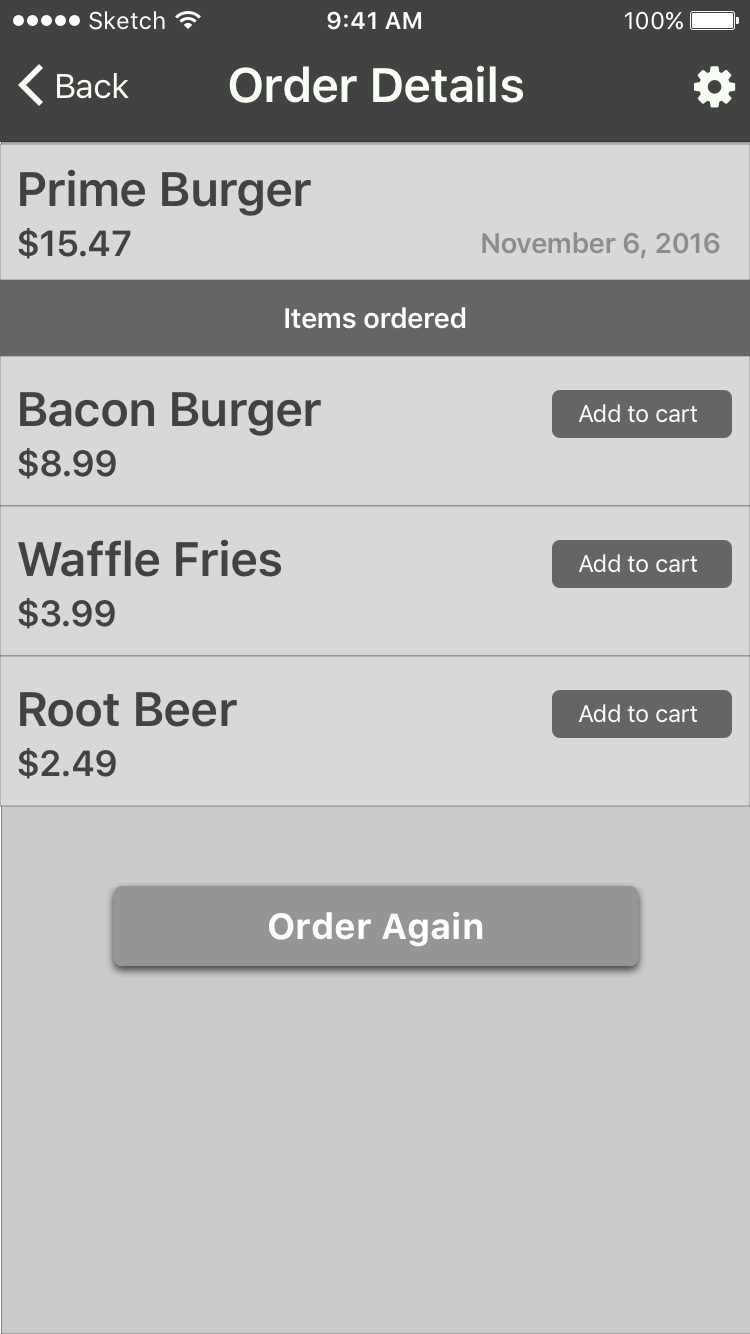 Sketch 9:41 AM 100%
Back Order Details
Prime Burger
$15.47 November 6, 2016
Items ordered
Bacon Burger Add to cart
$8.99
Waffle Fries Add to cart
$3.99
Root Beer Add to cart
$2.49
Order Again